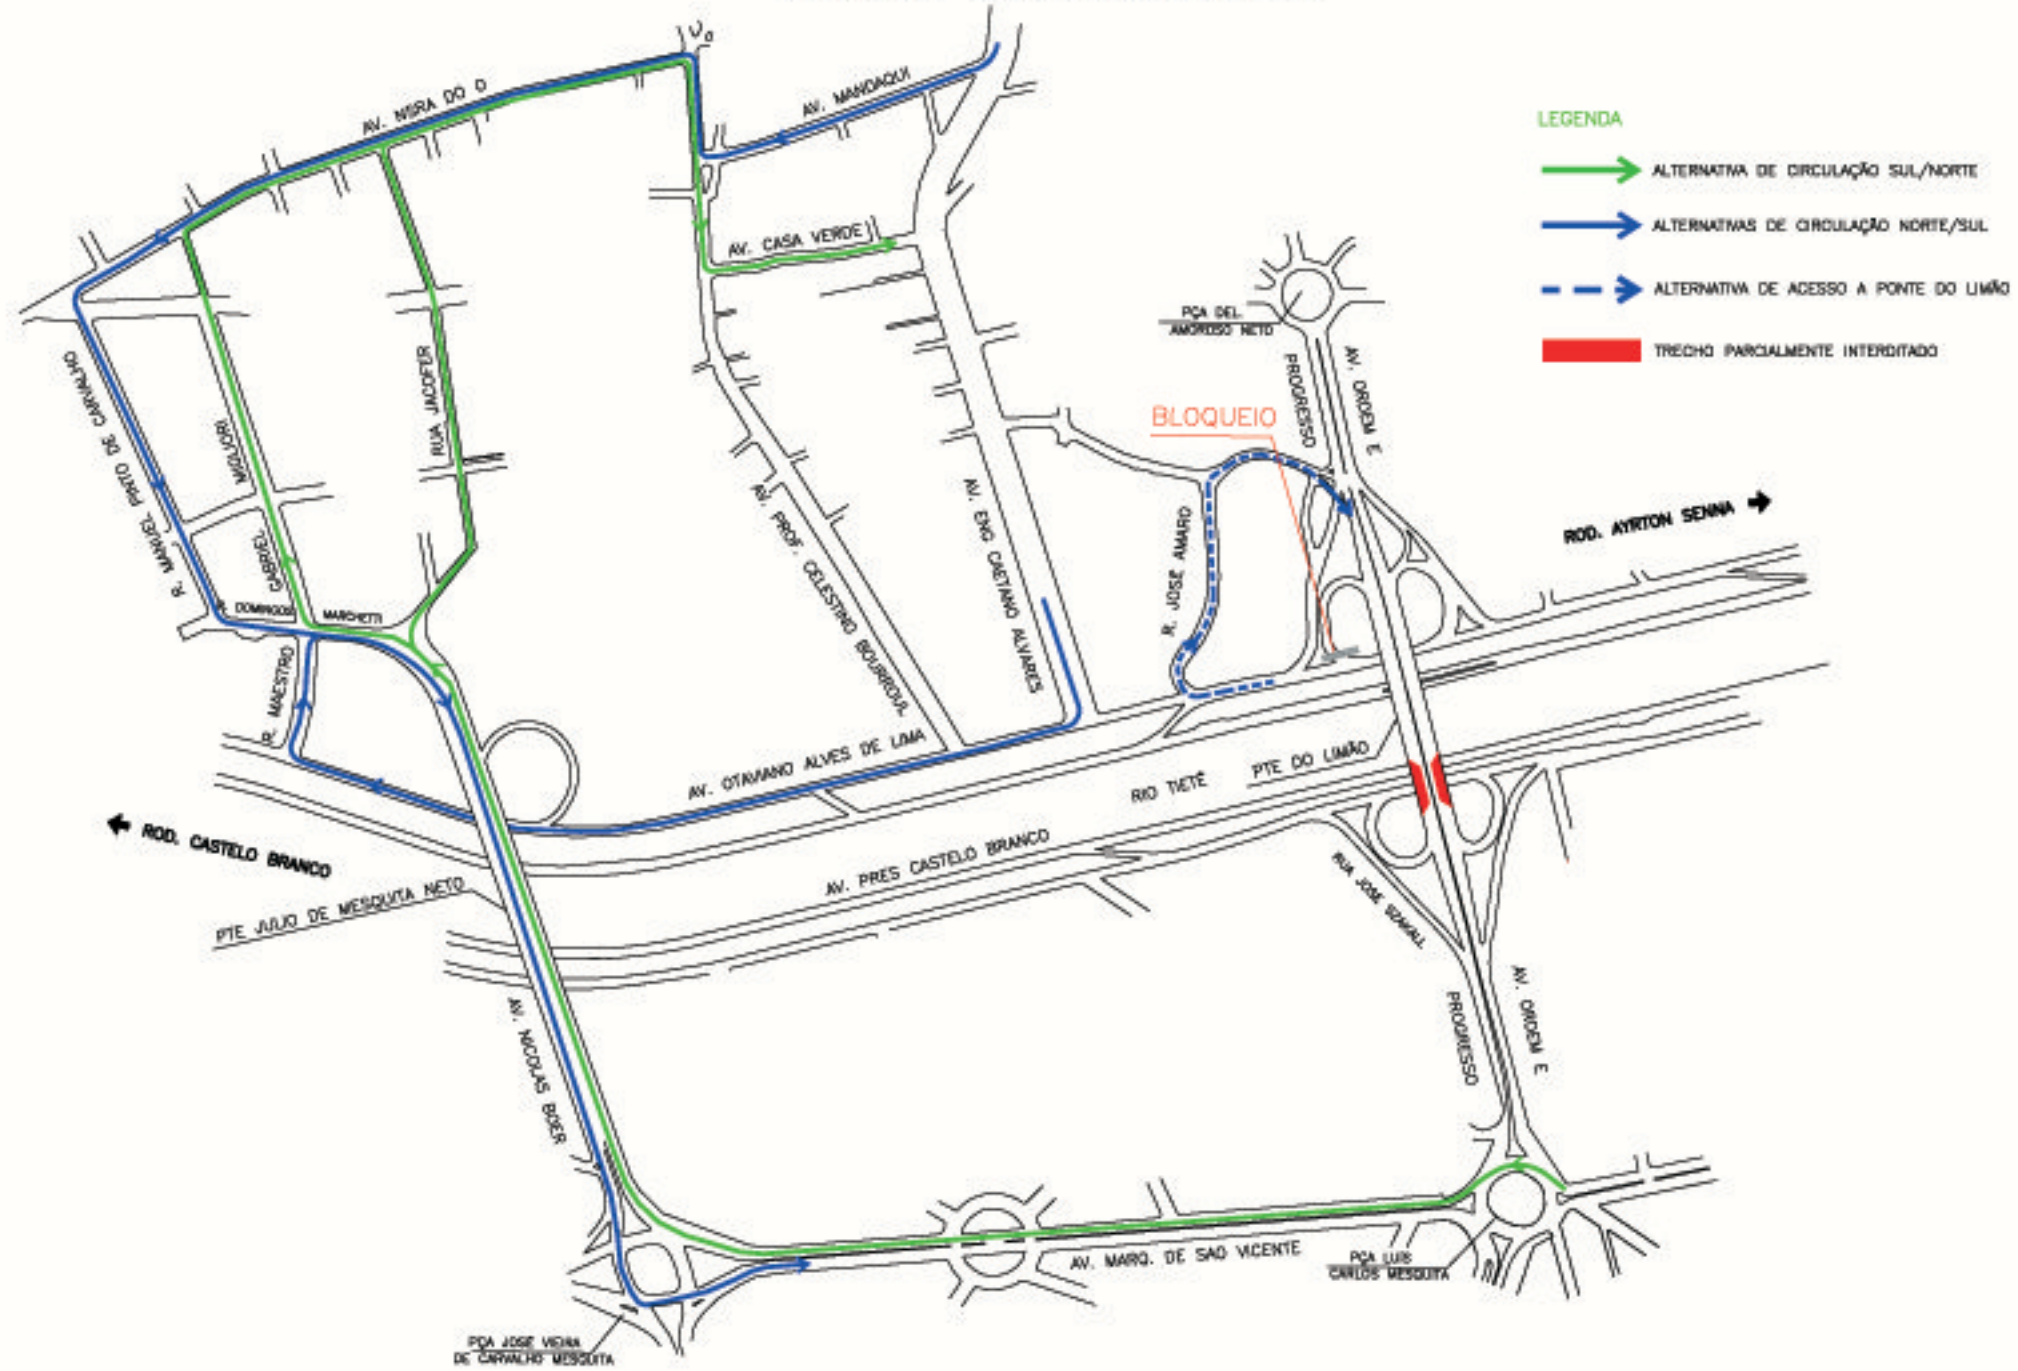 AV. NSRA DO O
AV. MANDAQUI
LEGENDA
ALTERNATIVA DE CIRCULAÇÃO SUL/NORTE
ALTERNATIVAS DE CIRCULAÇÃO NORTE/SUL
ALTERNATIVA DE ACESSO A PONTE DO LIMÃO
TRECHO PARCIALMENTE INTERDITADO
AV. CASA VERDE
PÇA DEL.
AMOROSO NETO
PROGRESSO
AV. ORDEM E
BLOQUEIO
R. MANUEL PINTO DE CARVALHO
GABRIEL
MIGLIORI
RUA JACOFER
AV. PROF. CELESTINO BOURROUL
AV. ENG CAETANO ALVARES
R. JOSE AMARO
ROD. AYRTON SENNA
DOMINGOS
MARCHETTI
R. MAESTRO
AV. OTAVIANO ALVES DE LIMA
RIO TIETÊ
PTE DO LIMÃO
ROD. CASTELO BRANCO
PTE JULIO DE MESQUITA NETO
AV. PRES CASTELO BRANCO
AV. NICOLAS BOER
PROGRESSO
AV. ORDEM E
AV. MARQ. DE SAO VICENTE
PÇA LUIS
CARLOS MESQUITA
PÇA JOSE VIEIRA
DE CARVALHO MESQUITA